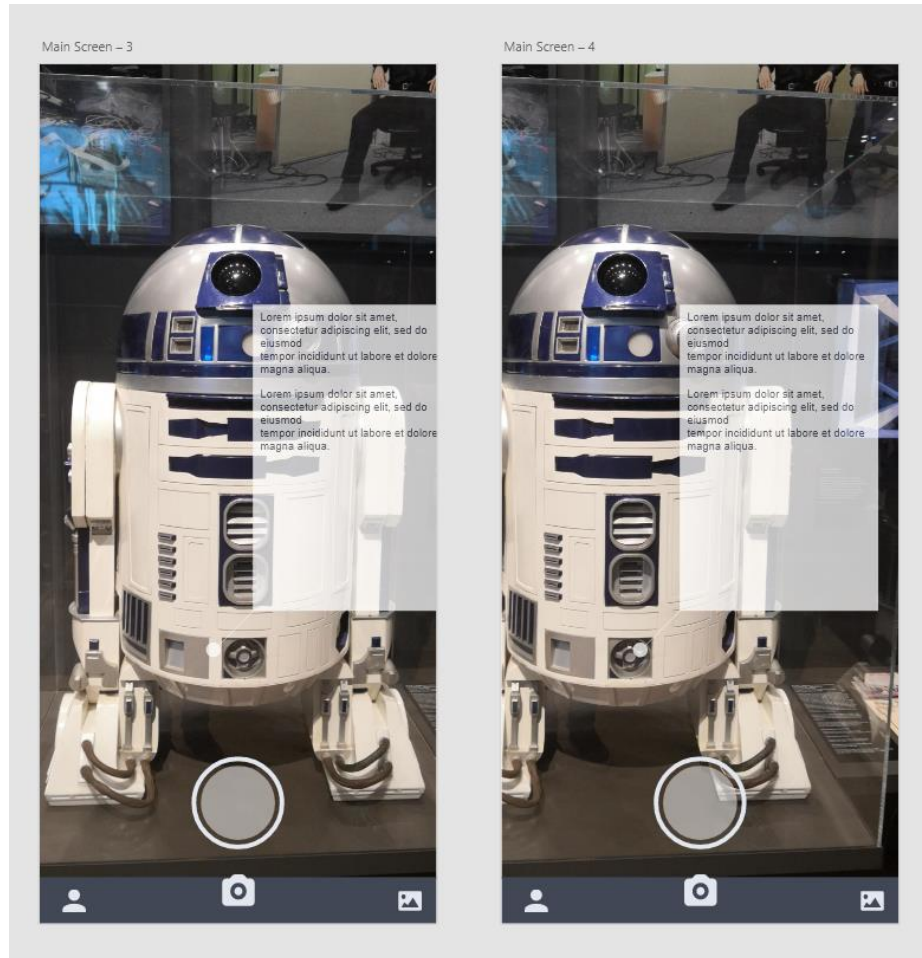 Main Screen – 3
Lorem ipsum dolor sit amet,
consectetur adipiscing elit, sed do
eiusmod
tempor incididunt ut labore et dolore
magna aliqua.
Lorem ipsum dolor sit amet,
consectetur adipiscing elit, sed do
eiusmod
tempor incididunt ut labore et dolore
magna aliqua.
Main Screen – 4
Lorem ipsum dolor sit amet,
consectetur adipiscing elit, sed do
eiusmod
tempor incididunt ut labore et dolore
magna aliqua.
Lorem ipsum dolor sit amet,
consectetur adipiscing elit, sed do
eiusmod
tempor incididunt ut labore et dolore
magna aliqua.